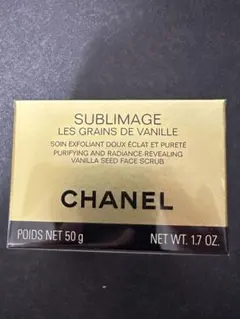 SUBLIMAGE
LES GRAINS DE VANILLE
SOIN EXFOLIANT DOUX ÉCLAT ET PURETÉ
PURIFYING AND RADIANCE-REVEALING
VANILLA SEED FACE SCRUB
CHANEL
POIDS NET 50 g NET WT. 1.7 OZ.